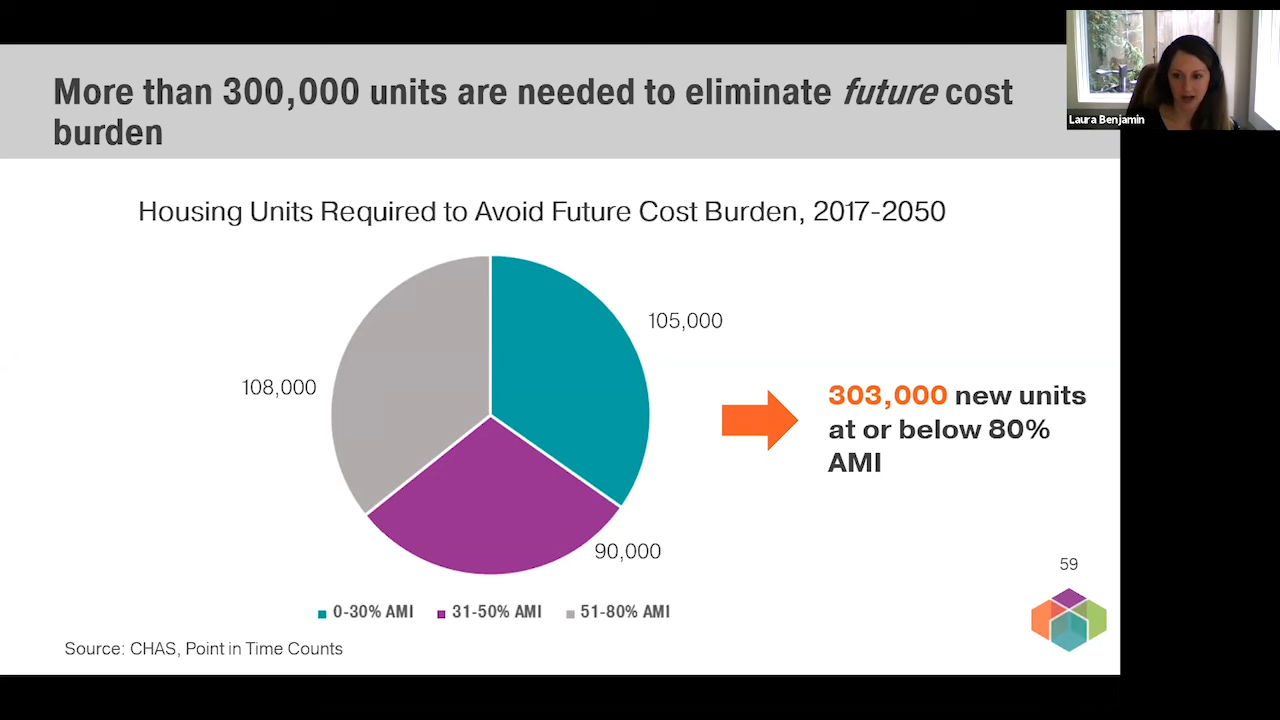 More than 300,000 units are needed to eliminate future cost
burden
Laura Benjamin
Housing Units Required to Avoid Future Cost Burden, 2017-2050
105,000
108,000
90,000
303,000 new units
at or below 80%
AMI
59
0-30% AMI 31-50% AMI 51-80% AMI
Source: CHAS, Point in Time Counts